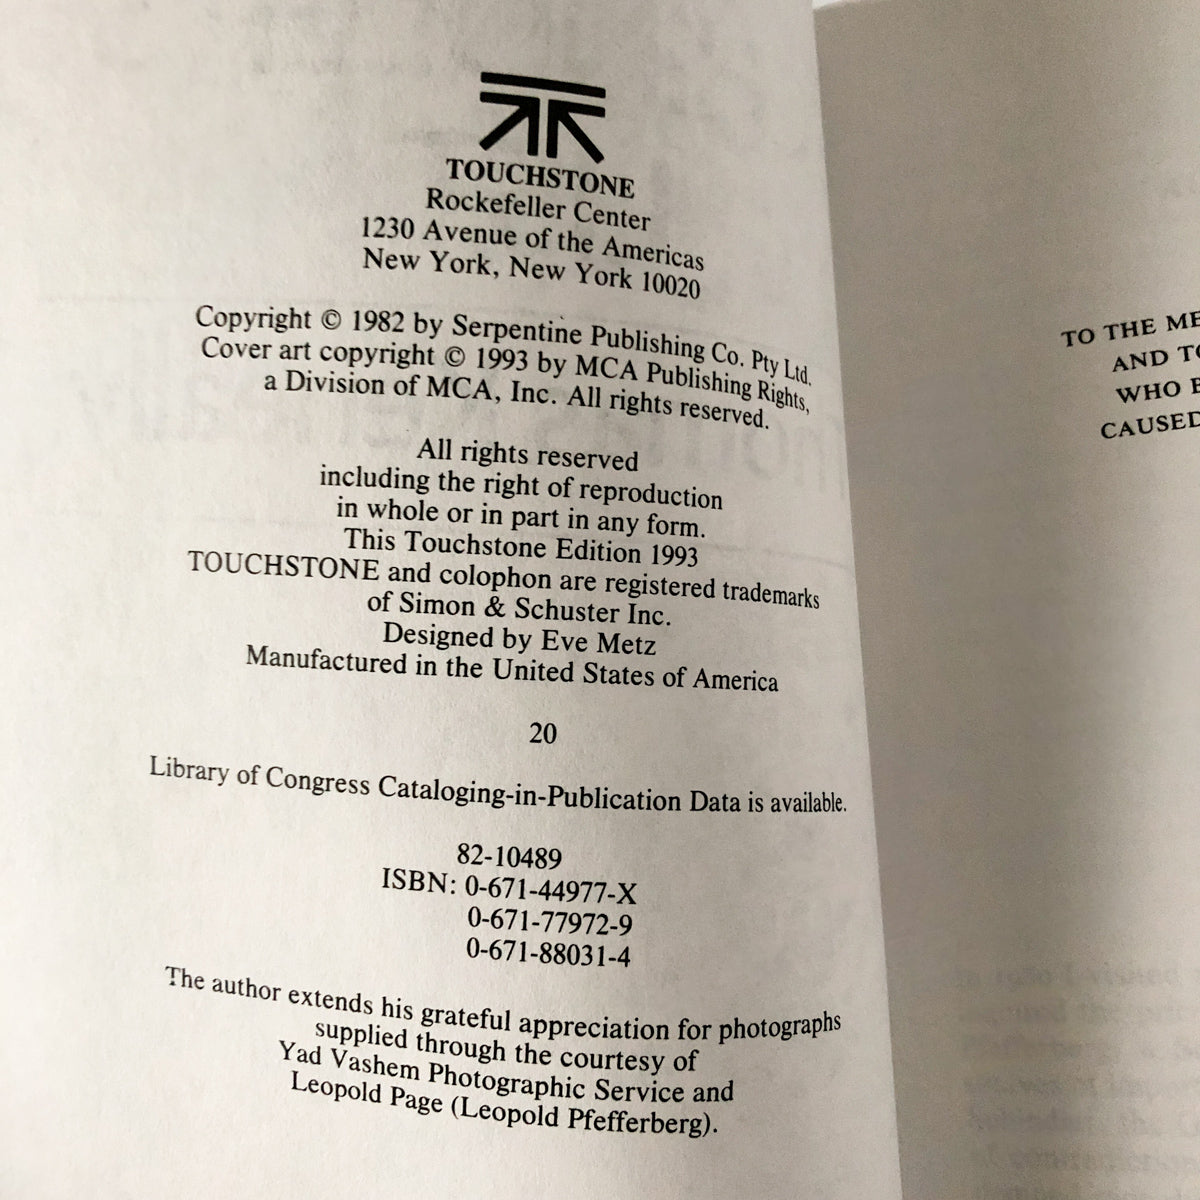 TOUCHSTONE
Rockefeller Center
1230 Avenue of the Americas
New York, New York 10020
Copyright © 1982 by Serpentine Publishing Co. Pty Ltd.
Cover art copyright © 1993 by MCA Publishing Rights,
a Division of MCA, Inc. All rights reserved.
All rights reserved
including the right of reproduction
in whole or in part in any form.
This Touchstone Edition 1993
TOUCHSTONE and colophon are registered trademarks
of Simon & Schuster Inc.
Designed by Eve Metz
Manufactured in the United States of America
20
Library of Congress Cataloging-in-Publication Data is available.
82-10489
ISBN: 0-671-44977-X
0-671-77972-9
0-671-88031-4
The author extends his grateful appreciation for photographs
supplied through the courtesy of
Yad Vashem Photographic Service and
Leopold Page (Leopold Pfefferberg).
TO THE ME
AND TO
WHO B
CAUSED